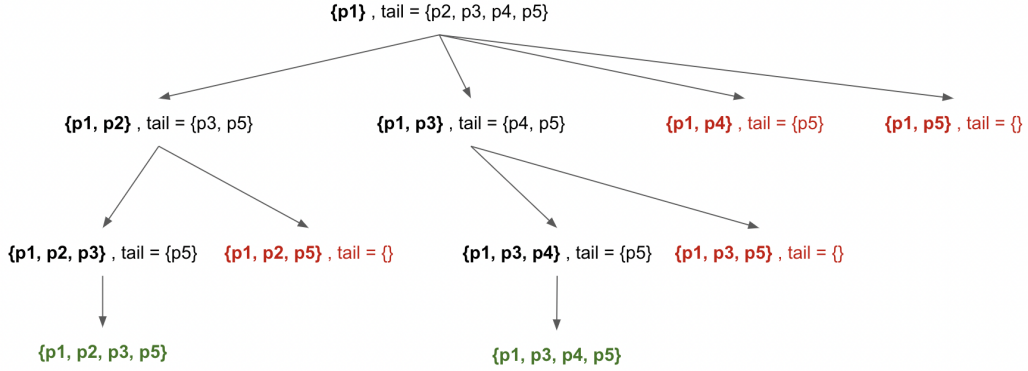 {p1} , tail = {p2, p3, p4, p5}
{p1, p2} , tail = {p3, p5}
{p1, p3} , tail = {p4, p5}
{p1, p4} , tail = {p5}
{p1, p5} , tail = {}
{p1, p2, p3} , tail = {p5}
{p1, p2, p5} , tail = {}
{p1, p3, p4} , tail = {p5}
{p1, p3, p5} , tail = {}
{p1, p2, p3, p5}
{p1, p3, p4, p5}